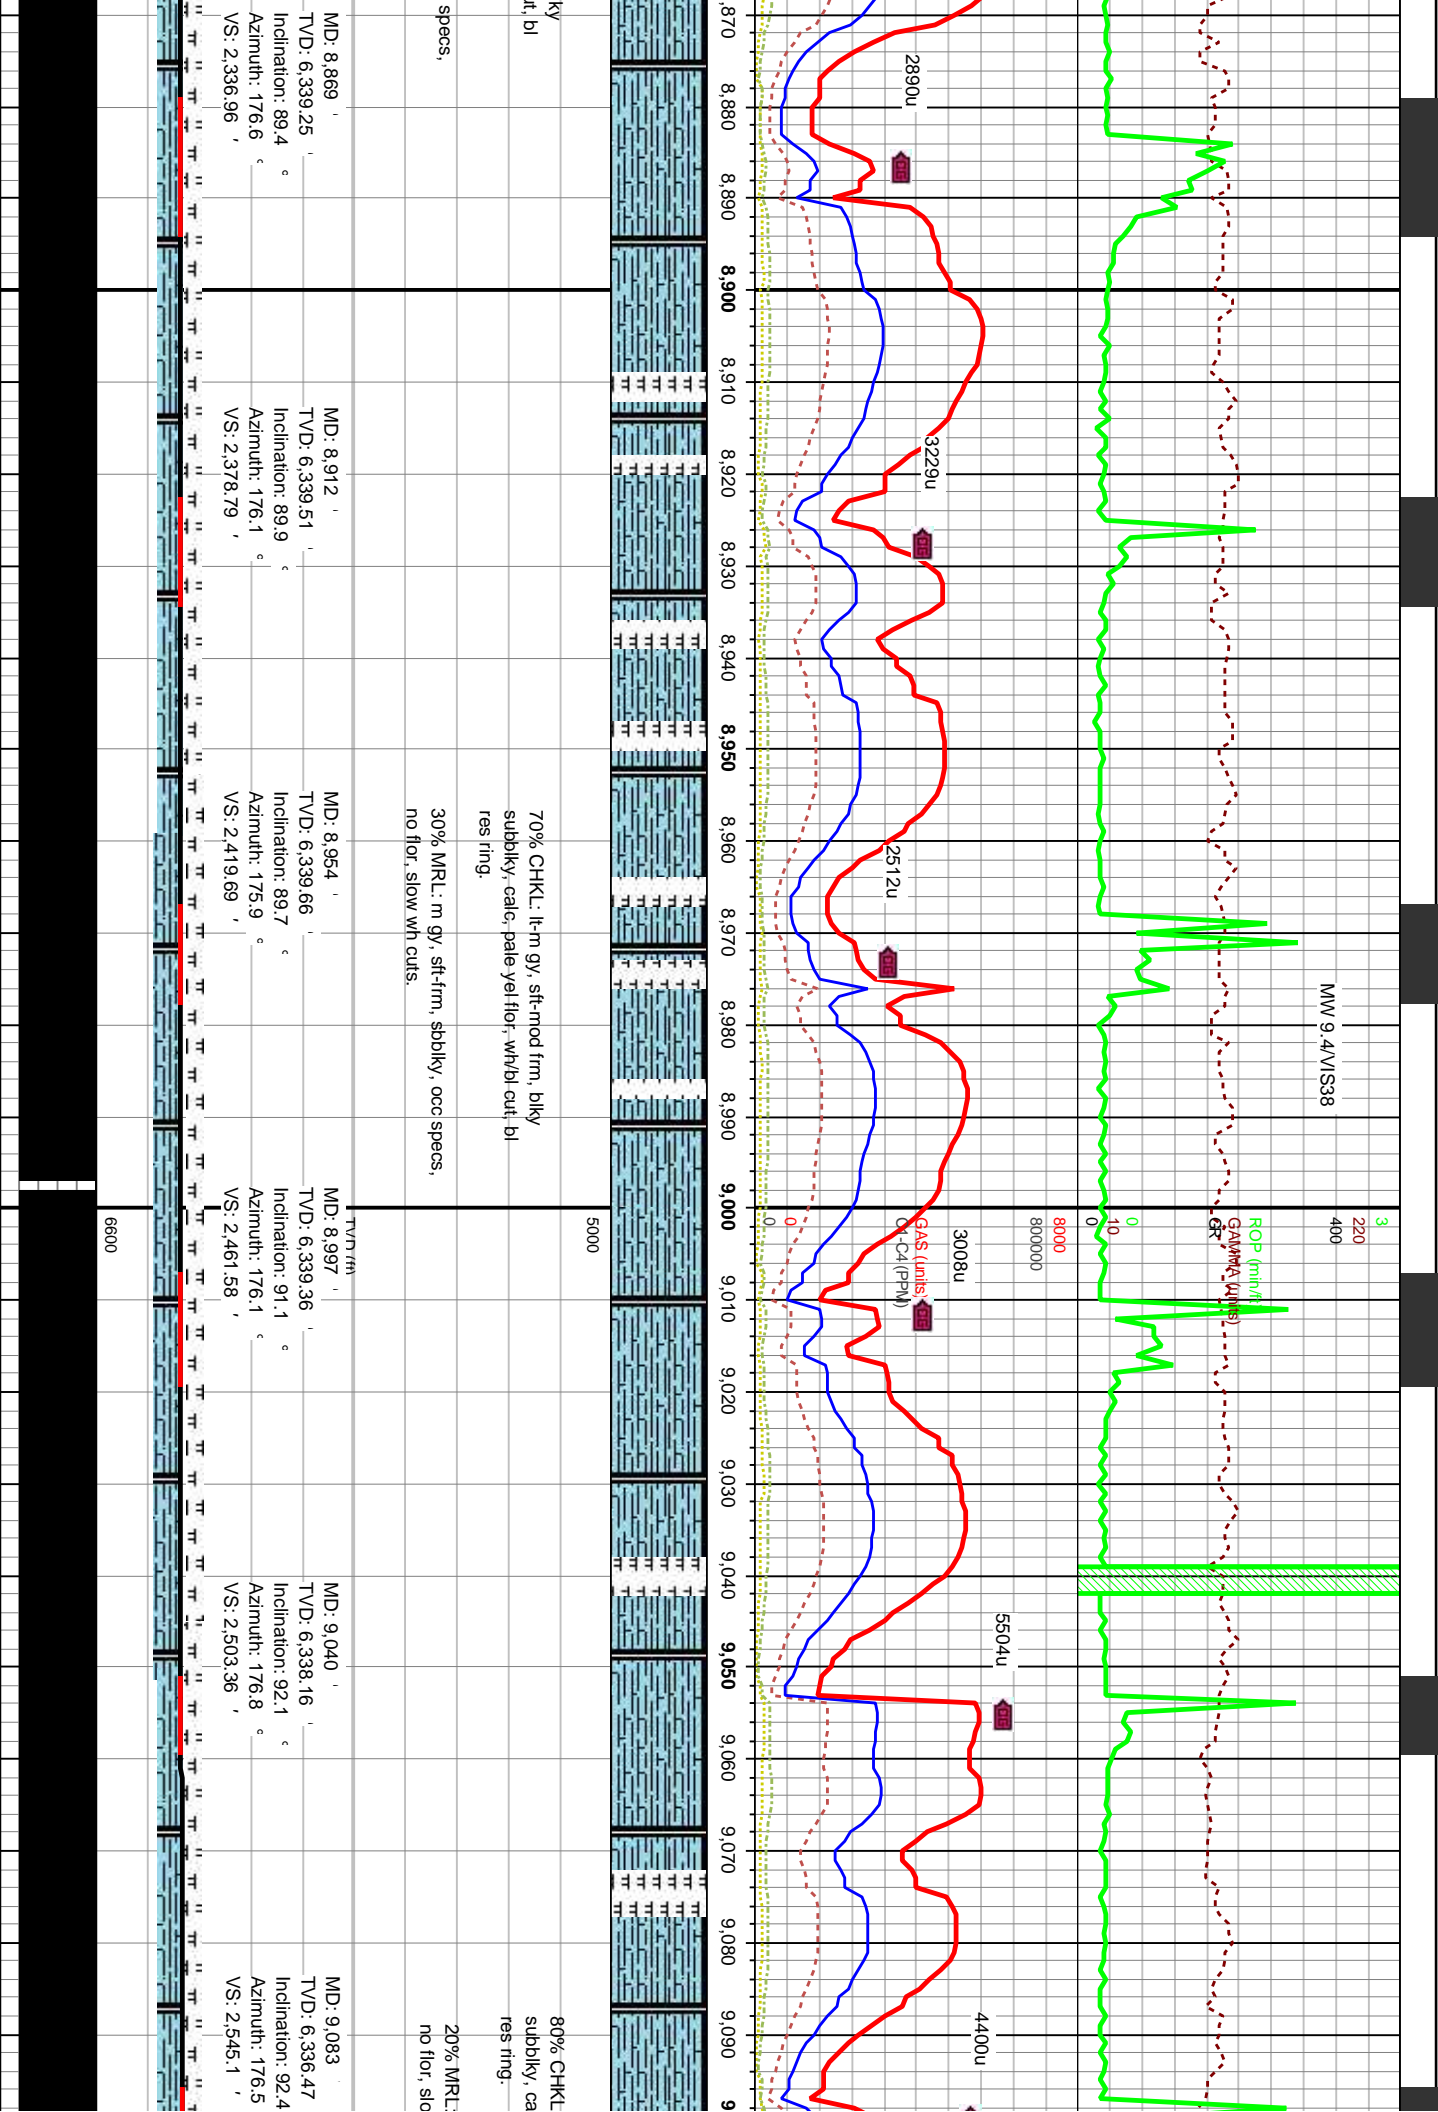 MW 9.4/VIS38
3
220
400
ROP (min/ft)
GAMMA (units)
GR
0
10
0
8000
800000
GAS (units)
C1-C4 (PPM)
0
0
2890u
3229u
2512u
3008u
5504u
4400u
,870
8,880
8,890
8,900
8,910
8,920
8,930
8,940
8,950
8,960
8,970
8,980
8,990
9,000
9,010
9,020
9,030
9,040
9,050
9,060
9,070
9,080
9,090
9
5000
6600
TVD (ft)
lky
ut, bl
specs,
70% CHKL: lt-m gy, sft-mod frm, blky
subblky, calc, pale yel flor, wh/bl cut, bl
res ring.
30% MRL: m gy, sft-frm, sbblky, occ specs,
no flor, slow wh cuts.
80% CHKL
subblky, ca
res ring.
20% MRL:
no flor, slo
MD: 8,869 '
TVD: 6,339.25 '
Inclination: 89.4 °
Azimuth: 176.6 °
VS: 2,336.96 '
MD: 8,912 '
TVD: 6,339.51 '
Inclination: 89.9 °
Azimuth: 176.1 °
VS: 2,378.79 '
MD: 8,954 '
TVD: 6,339.66 '
Inclination: 89.7 °
Azimuth: 175.9 °
VS: 2,419.69 '
MD: 8,997 '
TVD: 6,339.36 '
Inclination: 91.1 °
Azimuth: 176.1 °
VS: 2,461.58 '
MD: 9,040 '
TVD: 6,338.16 '
Inclination: 92.1 °
Azimuth: 176.8 °
VS: 2,503.36 '
MD: 9,083 '
TVD: 6,336.47 '
Inclination: 92.4
Azimuth: 176.5
VS: 2,545.1 '